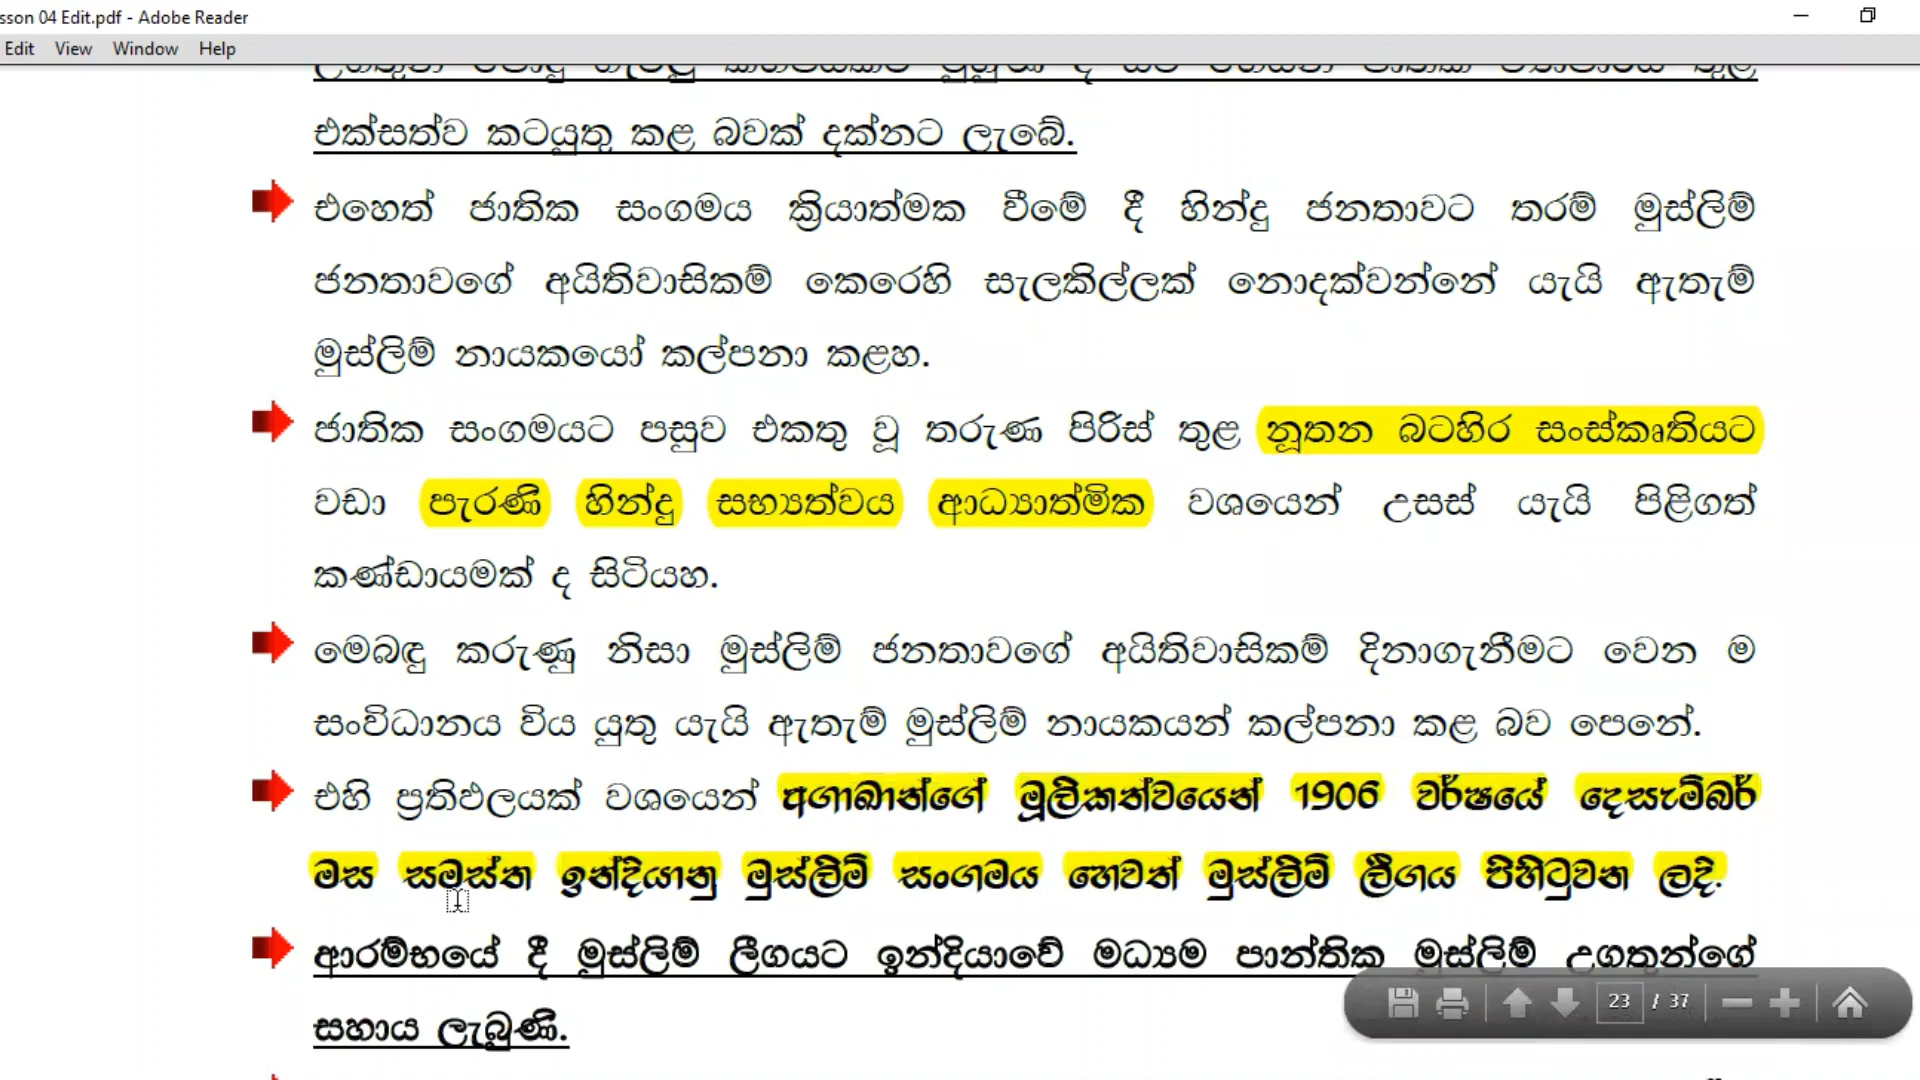 sson 04 Edit.pdf - Adobe Reader
Edit View Window Help
එක්සත්ව කටයුතු කළ බවක් දක්නට ලැබේ.
එහෙත් ජාතික සංගමය ක්‍රියාත්මක වීමේ දී හින්දු ජනතාවට තරම් මුස්ලිම්
ජනතාවගේ අයිතිවාසිකම් කෙරෙහි සැලකිල්ලක් නොදක්වන්නේ යැයි ඇතැම්
මුස්ලිම් නායකයෝ කල්පනා කළහ.
ජාතික සංගමයට පසුව එකතු වූ තරුණ පිරිස් තුළ නූතන බටහිර සංස්කෘතියට
වඩා පැරණි හින්දු සභ්‍යත්වය ආධ්‍යාත්මික වශයෙන් උසස් යැයි පිළිගත්
කණ්ඩායමක් ද සිටියහ.
මෙබඳු කරුණු නිසා මුස්ලිම් ජනතාවගේ අයිතිවාසිකම් දිනාගැනීමට වෙන ම
සංවිධානය විය යුතු යැයි ඇතැම් මුස්ලිම් නායකයන් කල්පනා කළ බව පෙනේ.
එහි ප්‍රතිඵලයක් වශයෙන් අගාඛාන්ගේ මූලිකත්වයෙන් 1906 වර්ෂයේ දෙසැම්බර්
මස සමස්ත ඉන්දියානු මුස්ලිම් සංගමය හෙවත් මුස්ලිම් ලීගය පිහිටුවන ලදි.
ආරම්භයේ දී මුස්ලිම් ලීගයට ඉන්දියාවේ මධ්‍යම පාන්තික මුස්ලිම් උගතුන්ගේ
සහාය ලැබුණි.
23 / 37